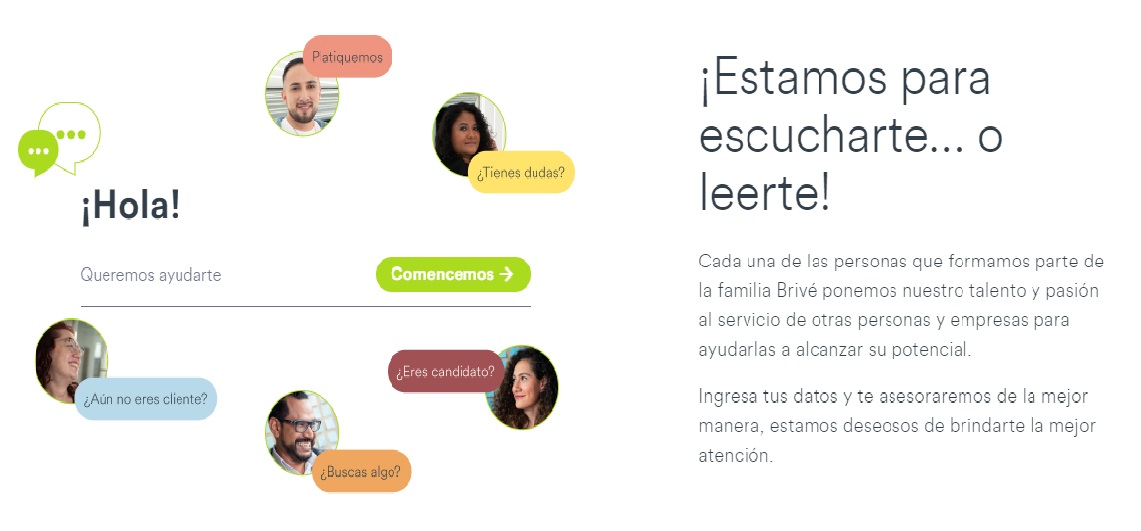 Platiquemos
¿Tienes dudas?
¡Hola!
Queremos ayudarte
Comencemos →
¿Eres candidato?
¿Aún no eres cliente?
¿Buscas algo?
¡Estamos para
escucharte... o
leerte!
Cada una de las personas que formamos parte de
la familia Brivé ponemos nuestro talento y pasión
al servicio de otras personas y empresas para
ayudarlas a alcanzar su potencial.
Ingresa tus datos y te asesoraremos de la mejor
manera, estamos deseosos de brindarte la mejor
atención.